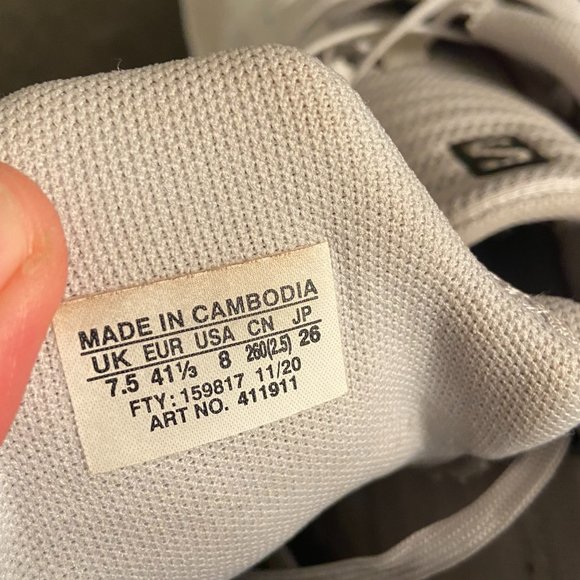 MADE IN CAMBODIA
UK EUR USA CN JP
7.5 41⅓ 8 260(2.5) 26
FTY: 159817 11/20
ART NO. 411911